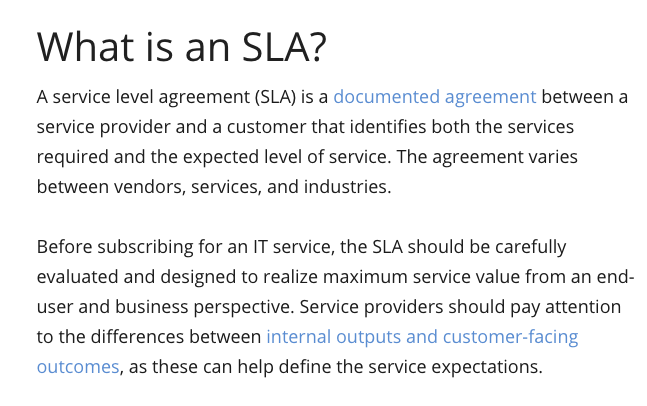 What is an SLA?
A service level agreement (SLA) is a documented agreement between a
service provider and a customer that identifies both the services
required and the expected level of service. The agreement varies
between vendors, services, and industries.
Before subscribing for an IT service, the SLA should be carefully
evaluated and designed to realize maximum service value from an end-
user and business perspective. Service providers should pay attention
to the differences between internal outputs and customer-facing
outcomes, as these can help define the service expectations.